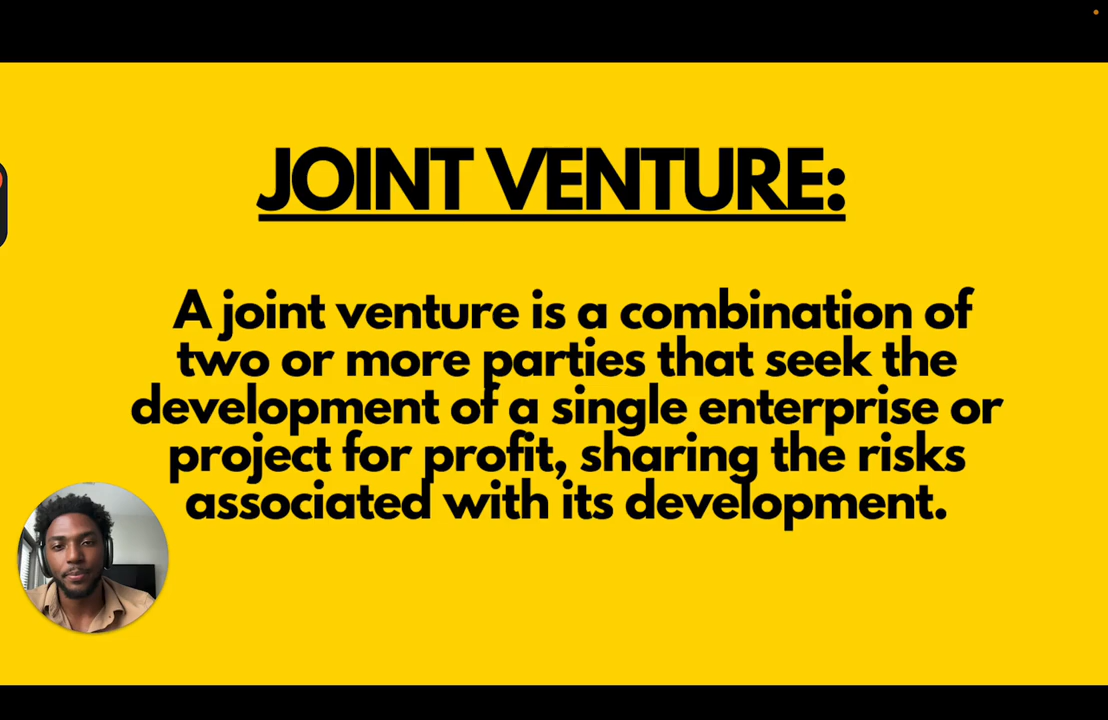 JOINT VENTURE:
A joint venture is a combination of
two or more parties that seek the
development of a single enterprise or
project for profit, sharing the risks
associated with its development.